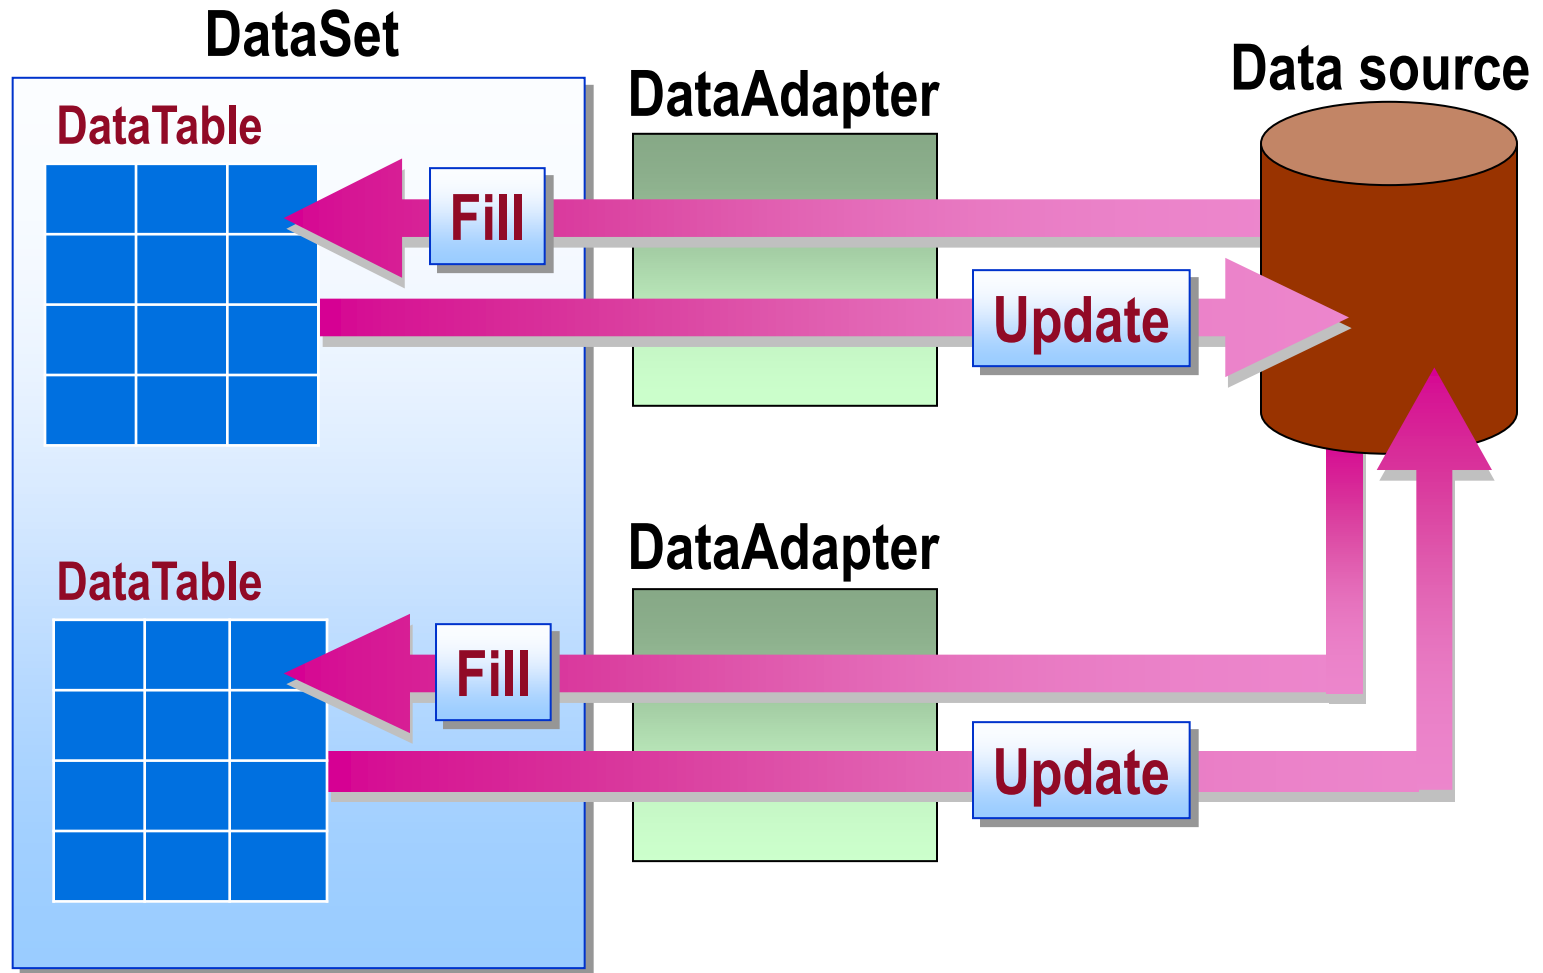 DataSet
DataAdapter
Data source
DataTable
Fill
Update
DataAdapter
DataTable
Fill
Update